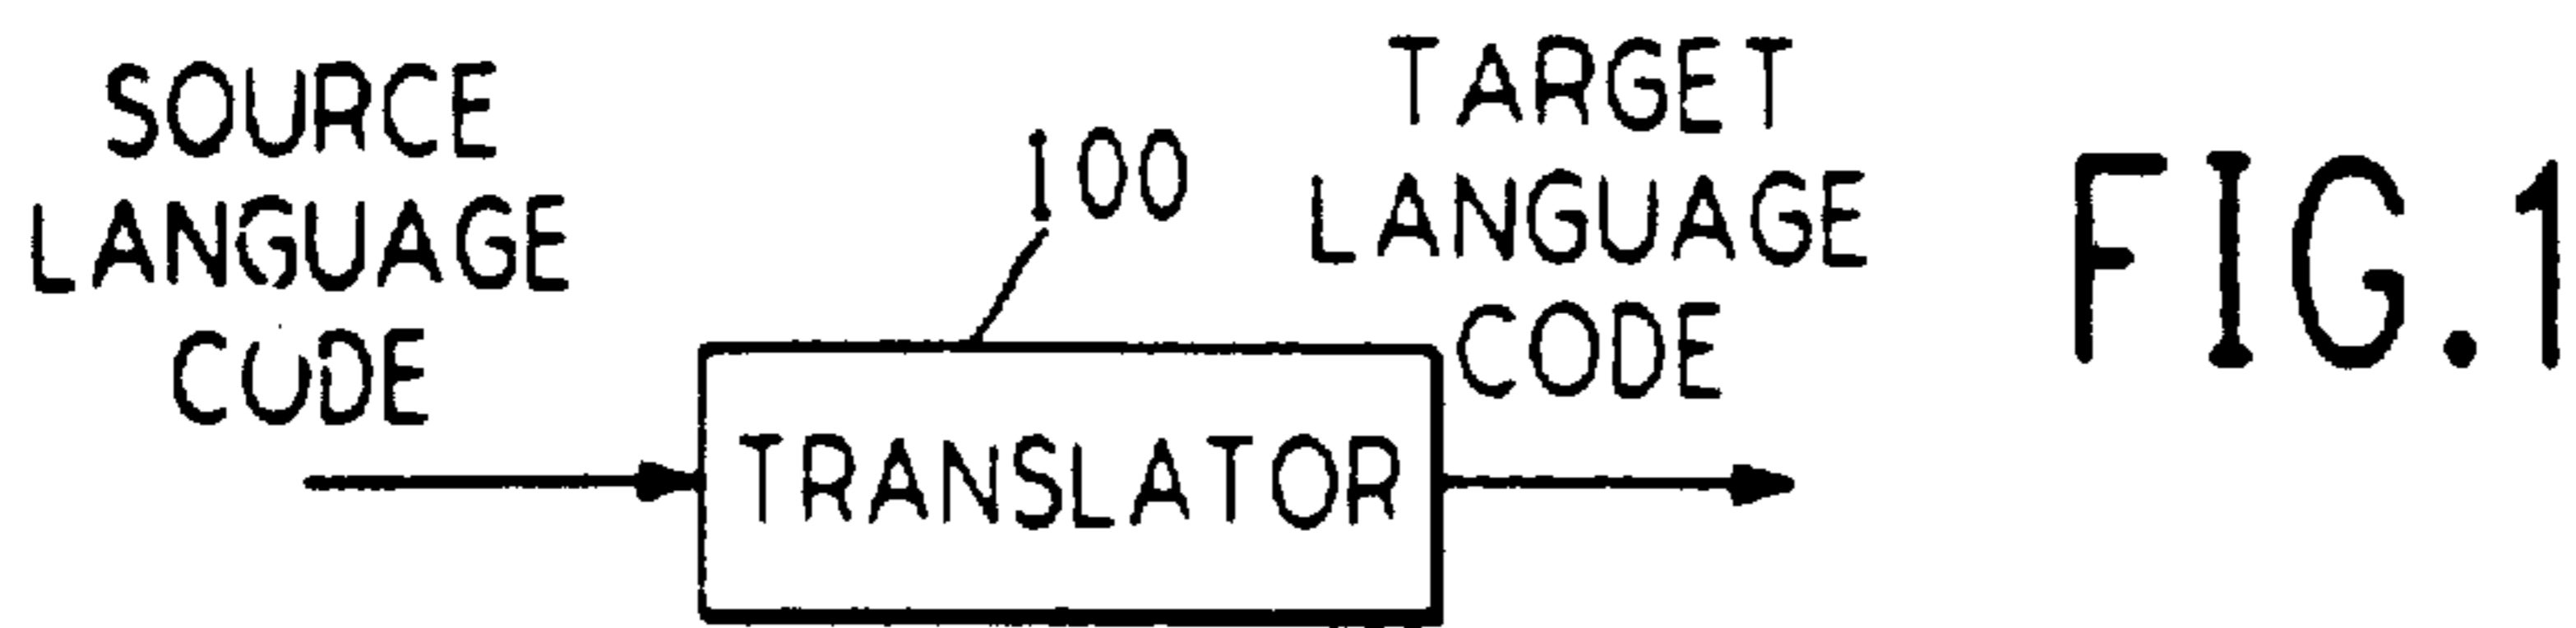 SOURCE
LANGUAGE
CODE
100
TARGET
LANGUAGE
CODE
FIG.1
TRANSLATOR